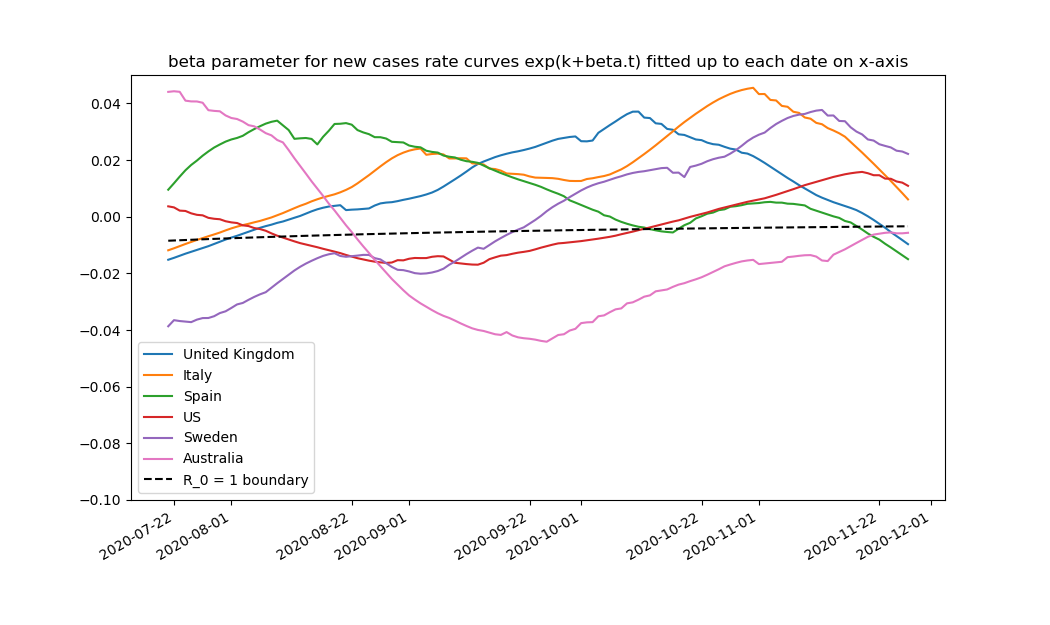 beta parameter for new cases rate curves exp(k+beta.t) fitted up to each date on x-axis
0.04
0.02
0.00
−0.02
−0.04
−0.06
−0.08
−0.10
United Kingdom
Italy
Spain
US
Sweden
Australia
R_0 = 1 boundary
2020-07-22
2020-08-01
2020-08-22
2020-09-01
2020-09-22
2020-10-01
2020-10-22
2020-11-01
2020-11-22
2020-12-01